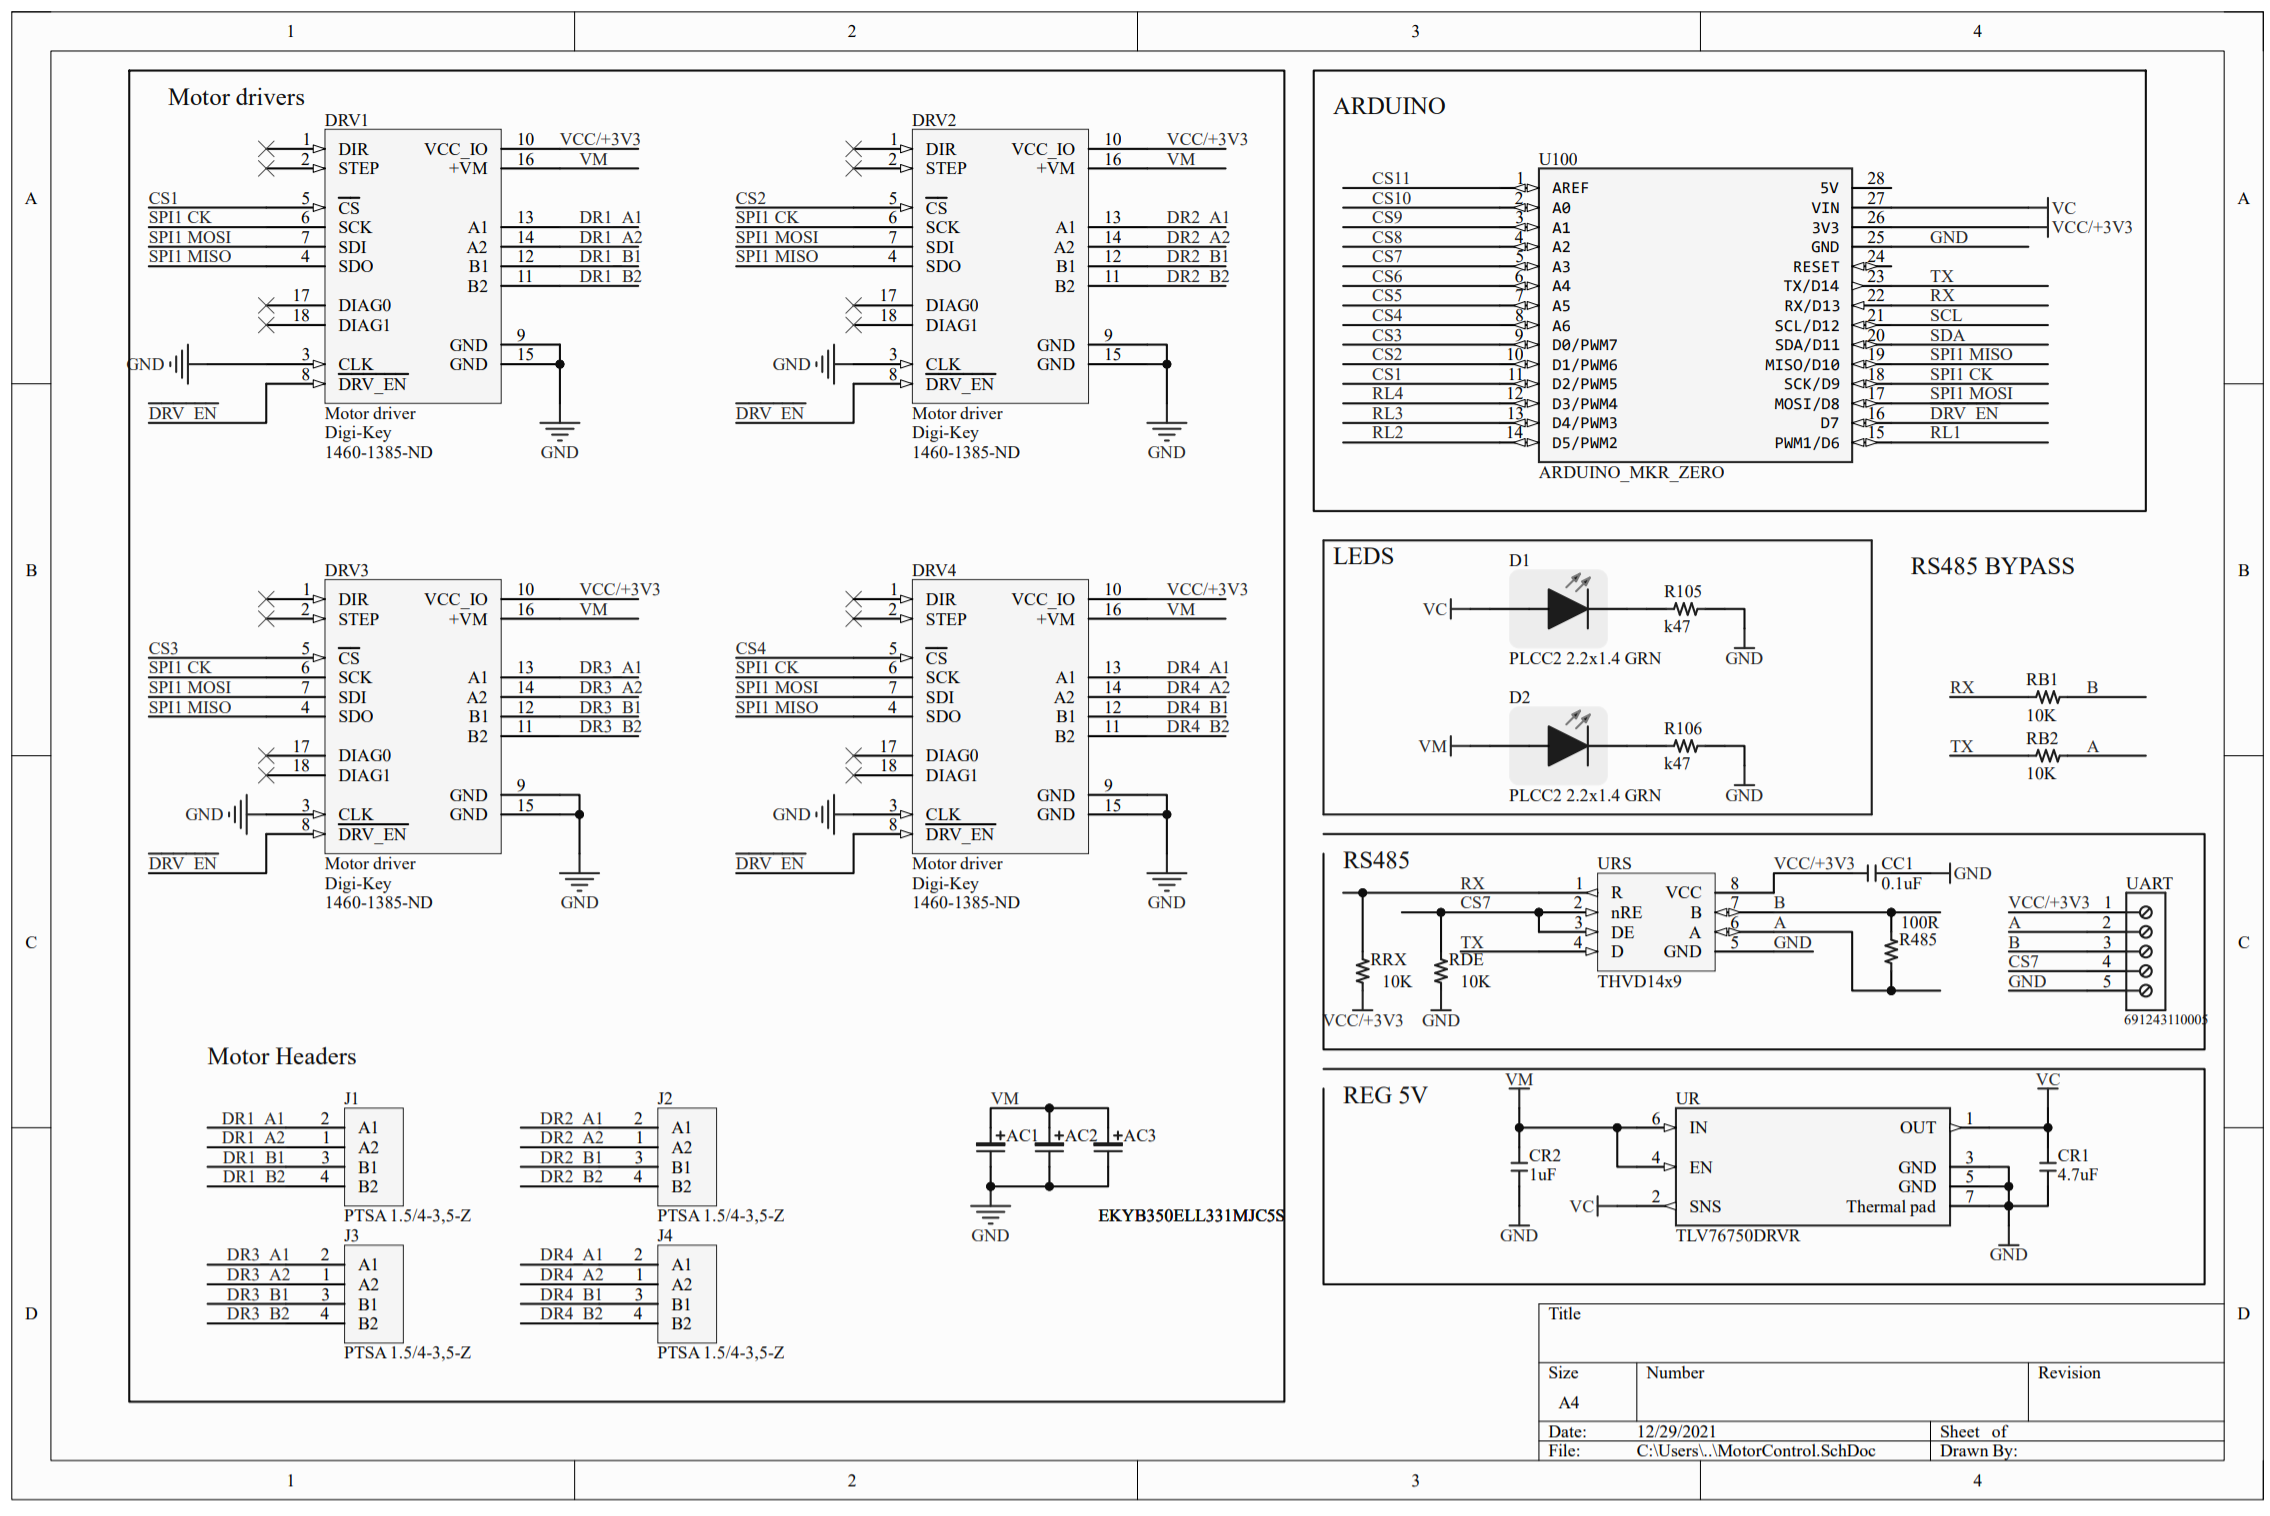 1 2 3 4
A
B
C
D
Motor drivers
DRV1
1 DIR VCC_IO 10 VCC/+3V3
2 STEP +VM 16 VM
CS1 5 CS
SPI1 CK 6 SCK A1 13 DR1 A1
SPI1 MOSI 7 SDI A2 14 DR1 A2
SPI1 MISO 4 SDO B1 12 DR1 B1
B2 11 DR1 B2
17 DIAG0
18 DIAG1
GND 9
GND 3 CLK GND 15
8 DRV_EN
DRV EN
Motor driver
Digi-Key
1460-1385-ND
GND
DRV2
1 DIR VCC_IO 10 VCC/+3V3
2 STEP +VM 16 VM
CS2 5 CS
SPI1 CK 6 SCK A1 13 DR2 A1
SPI1 MOSI 7 SDI A2 14 DR2 A2
SPI1 MISO 4 SDO B1 12 DR2 B1
B2 11 DR2 B2
17 DIAG0
18 DIAG1
GND 9
GND 3 CLK GND 15
8 DRV_EN
DRV EN
Motor driver
Digi-Key
1460-1385-ND
GND
DRV3
1 DIR VCC_IO 10 VCC/+3V3
2 STEP +VM 16 VM
CS3 5 CS
SPI1 CK 6 SCK A1 13 DR3 A1
SPI1 MOSI 7 SDI A2 14 DR3 A2
SPI1 MISO 4 SDO B1 12 DR3 B1
B2 11 DR3 B2
17 DIAG0
18 DIAG1
GND 9
GND 3 CLK GND 15
8 DRV_EN
DRV EN
Motor driver
Digi-Key
1460-1385-ND
GND
DRV4
1 DIR VCC_IO 10 VCC/+3V3
2 STEP +VM 16 VM
CS4 5 CS
SPI1 CK 6 SCK A1 13 DR4 A1
SPI1 MOSI 7 SDI A2 14 DR4 A2
SPI1 MISO 4 SDO B1 12 DR4 B1
B2 11 DR4 B2
17 DIAG0
18 DIAG1
GND 9
GND 3 CLK GND 15
8 DRV_EN
DRV EN
Motor driver
Digi-Key
1460-1385-ND
GND
Motor Headers
J1
DR1 A1 2 A1
DR1 A2 1 A2
DR1 B1 3 B1
DR1 B2 4 B2
PTSA 1.5/4-3,5-Z
J2
DR2 A1 2 A1
DR2 A2 1 A2
DR2 B1 3 B1
DR2 B2 4 B2
PTSA 1.5/4-3,5-Z
J3
DR3 A1 2 A1
DR3 A2 1 A2
DR3 B1 3 B1
DR3 B2 4 B2
PTSA 1.5/4-3,5-Z
J4
DR4 A1 2 A1
DR4 A2 1 A2
DR4 B1 3 B1
DR4 B2 4 B2
PTSA 1.5/4-3,5-Z
VM
+AC1 +AC2 +AC3
EKYB350ELL331MJC5S
GND
ARDUINO
U100
CS11 1 AREF 5V 28
CS10 2 A0 VIN 27 VC
CS9 3 A1 3V3 26 VCC/+3V3
CS8 4 A2 GND 25 GND
CS7 5 A3 RESET 24
CS6 6 A4 TX/D14 23 TX
CS5 7 A5 RX/D13 22 RX
CS4 8 A6 SCL/D12 21 SCL
CS3 9 D0/PWM7 SDA/D11 20 SDA
CS2 10 D1/PWM6 MISO/D10 19 SPI1 MISO
CS1 11 D2/PWM5 SCK/D9 18 SPI1 CK
RL4 12 D3/PWM4 MOSI/D8 17 SPI1 MOSI
RL3 13 D4/PWM3 D7 16 DRV EN
RL2 14 D5/PWM2 PWM1/D6 15 RL1
ARDUINO_MKR_ZERO
LEDS
D1
VC R105
k47
PLCC2 2.2x1.4 GRN GND
D2
VM R106
k47
PLCC2 2.2x1.4 GRN GND
RS485 BYPASS
RX RB1 B
10K
TX RB2 A
10K
RS485
URS
RX 1 R VCC 8 VCC/+3V3 CC1 0.1uF GND
CS7 2 nRE B 7 B
3 DE A 6 A
TX 4 D GND 5 GND
THVD14x9
RRX 10K
VCC/+3V3
RDE 10K
GND
100R
R485
UART
VCC/+3V3 1
A 2
B 3
CS7 4
GND 5
691243110005
REG 5V
VM UR VC
6 IN OUT 1
4 EN GND 3
GND 5
VC 2 SNS Thermal pad 7
TLV76750DRVR
CR2
1uF
GND
CR1
4.7uF
GND
Title
Size Number Revision
A4
Date: 12/29/2021 Sheet of
File: C:\Users\..\MotorControl.SchDoc Drawn By:
A
B
C
D
1 2 3 4